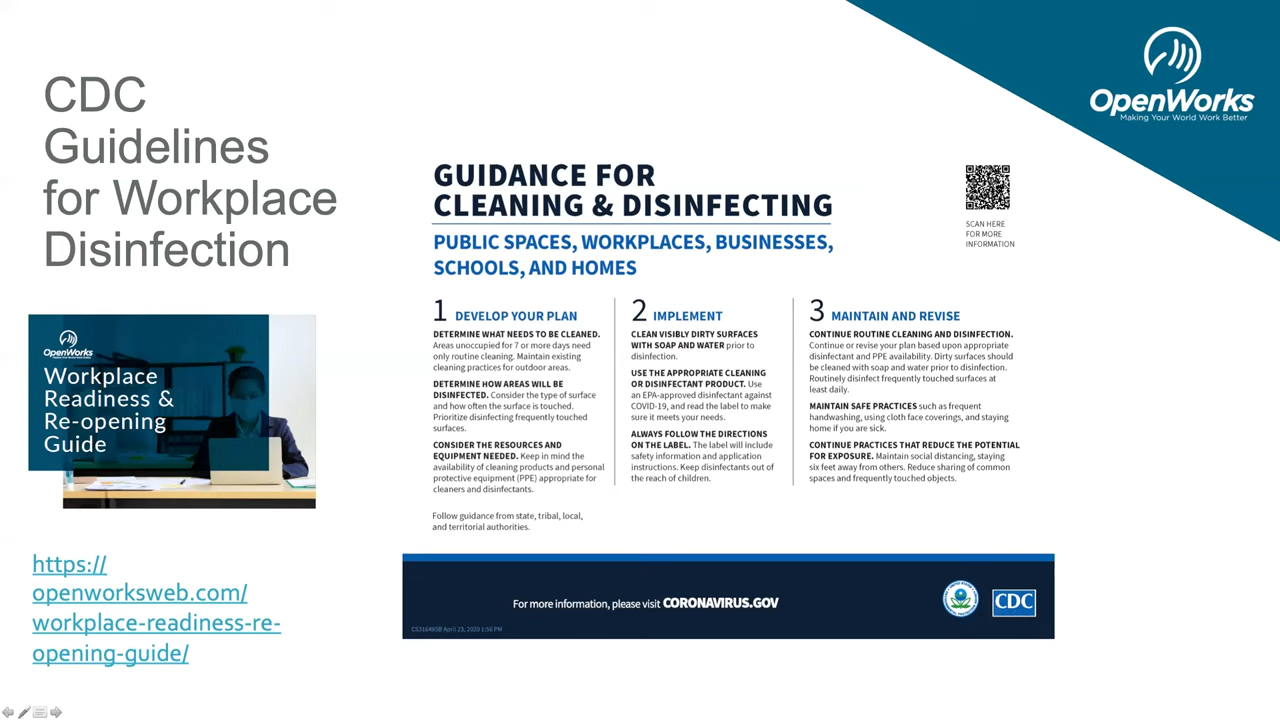 CDC
Guidelines
for Workplace
Disinfection
OpenWorks
Making Your World Work Better
OpenWorks
Workplace
Readiness &
Re-opening
Guide
https://
openworksweb.com/
workplace-readiness-re-
opening-guide/
GUIDANCE FOR
CLEANING & DISINFECTING
PUBLIC SPACES, WORKPLACES, BUSINESSES,
SCHOOLS, AND HOMES
SCAN HERE
FOR MORE
INFORMATION
1 DEVELOP YOUR PLAN
DETERMINE WHAT NEEDS TO BE CLEANED.
Areas unoccupied for 7 or more days need
only routine cleaning. Maintain existing
cleaning practices for outdoor areas.
DETERMINE HOW AREAS WILL BE
DISINFECTED. Consider the type of surface
and how often the surface is touched.
Prioritize disinfecting frequently touched
surfaces.
CONSIDER THE RESOURCES AND
EQUIPMENT NEEDED. Keep in mind the
availability of cleaning products and personal
protective equipment (PPE) appropriate for
cleaners and disinfectants.
Follow guidance from state, tribal, local,
and territorial authorities.
2 IMPLEMENT
CLEAN VISIBLY DIRTY SURFACES
WITH SOAP AND WATER prior to
disinfection.
USE THE APPROPRIATE CLEANING
OR DISINFECTANT PRODUCT. Use
an EPA-approved disinfectant against
COVID-19, and read the label to make
sure it meets your needs.
ALWAYS FOLLOW THE DIRECTIONS
ON THE LABEL. The label will include
safety information and application
instructions. Keep disinfectants out of
the reach of children.
3 MAINTAIN AND REVISE
CONTINUE ROUTINE CLEANING AND DISINFECTION.
Continue or revise your plan based upon appropriate
disinfectant and PPE availability. Dirty surfaces should
be cleaned with soap and water prior to disinfection.
Routinely disinfect frequently touched surfaces at
least daily.
MAINTAIN SAFE PRACTICES such as frequent
handwashing, using cloth face coverings, and staying
home if you are sick.
CONTINUE PRACTICES THAT REDUCE THE POTENTIAL
FOR EXPOSURE. Maintain social distancing, staying
six feet away from others. Reduce sharing of common
spaces and frequently touched objects.
For more information, please visit CORONAVIRUS.GOV
CDC
CS316485B April 23, 2020 1:56 PM